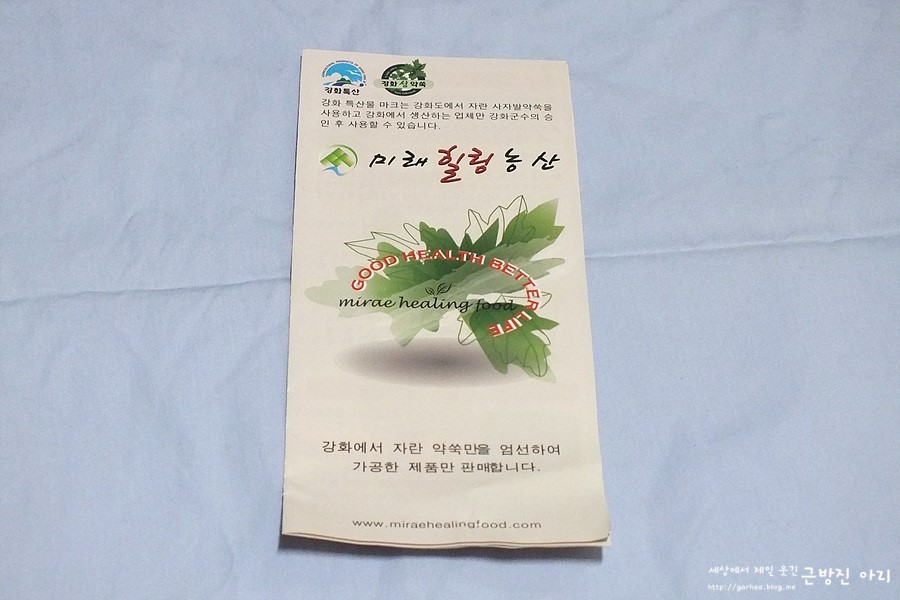 강화특산
강화 섬 약쑥
강화 특산물 마크는 강화도에서 자란 사자발약쑥을
사용하고 강화에서 생산하는 업체만 강화군수의 승
인 후 사용할 수 있습니다.
미래 힐링 농산
GOOD HEALTH BETTER LIFE
mirae healing food
강화에서 자란 약쑥만을 엄선하여
가공한 제품만 판매합니다.
www.miraehealingfood.com
세상에서 제일 웃긴 근방진 아리
http://garhee.blog.me